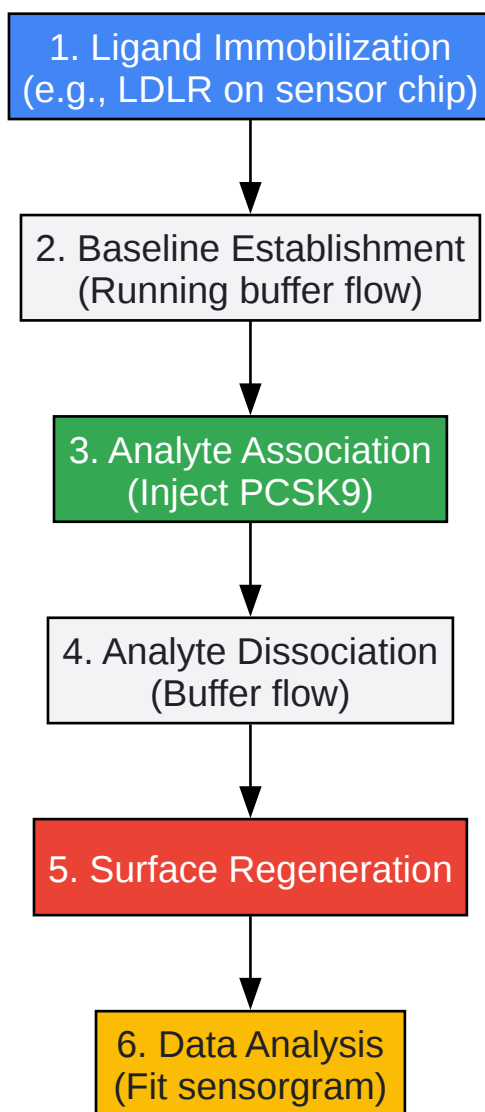 1. Ligand Immobilization
(e.g., LDLR on sensor chip)
2. Baseline Establishment
(Running buffer flow)
3. Analyte Association
(Inject PCSK9)
4. Analyte Dissociation
(Buffer flow)
5. Surface Regeneration
6. Data Analysis
(Fit sensorgram)